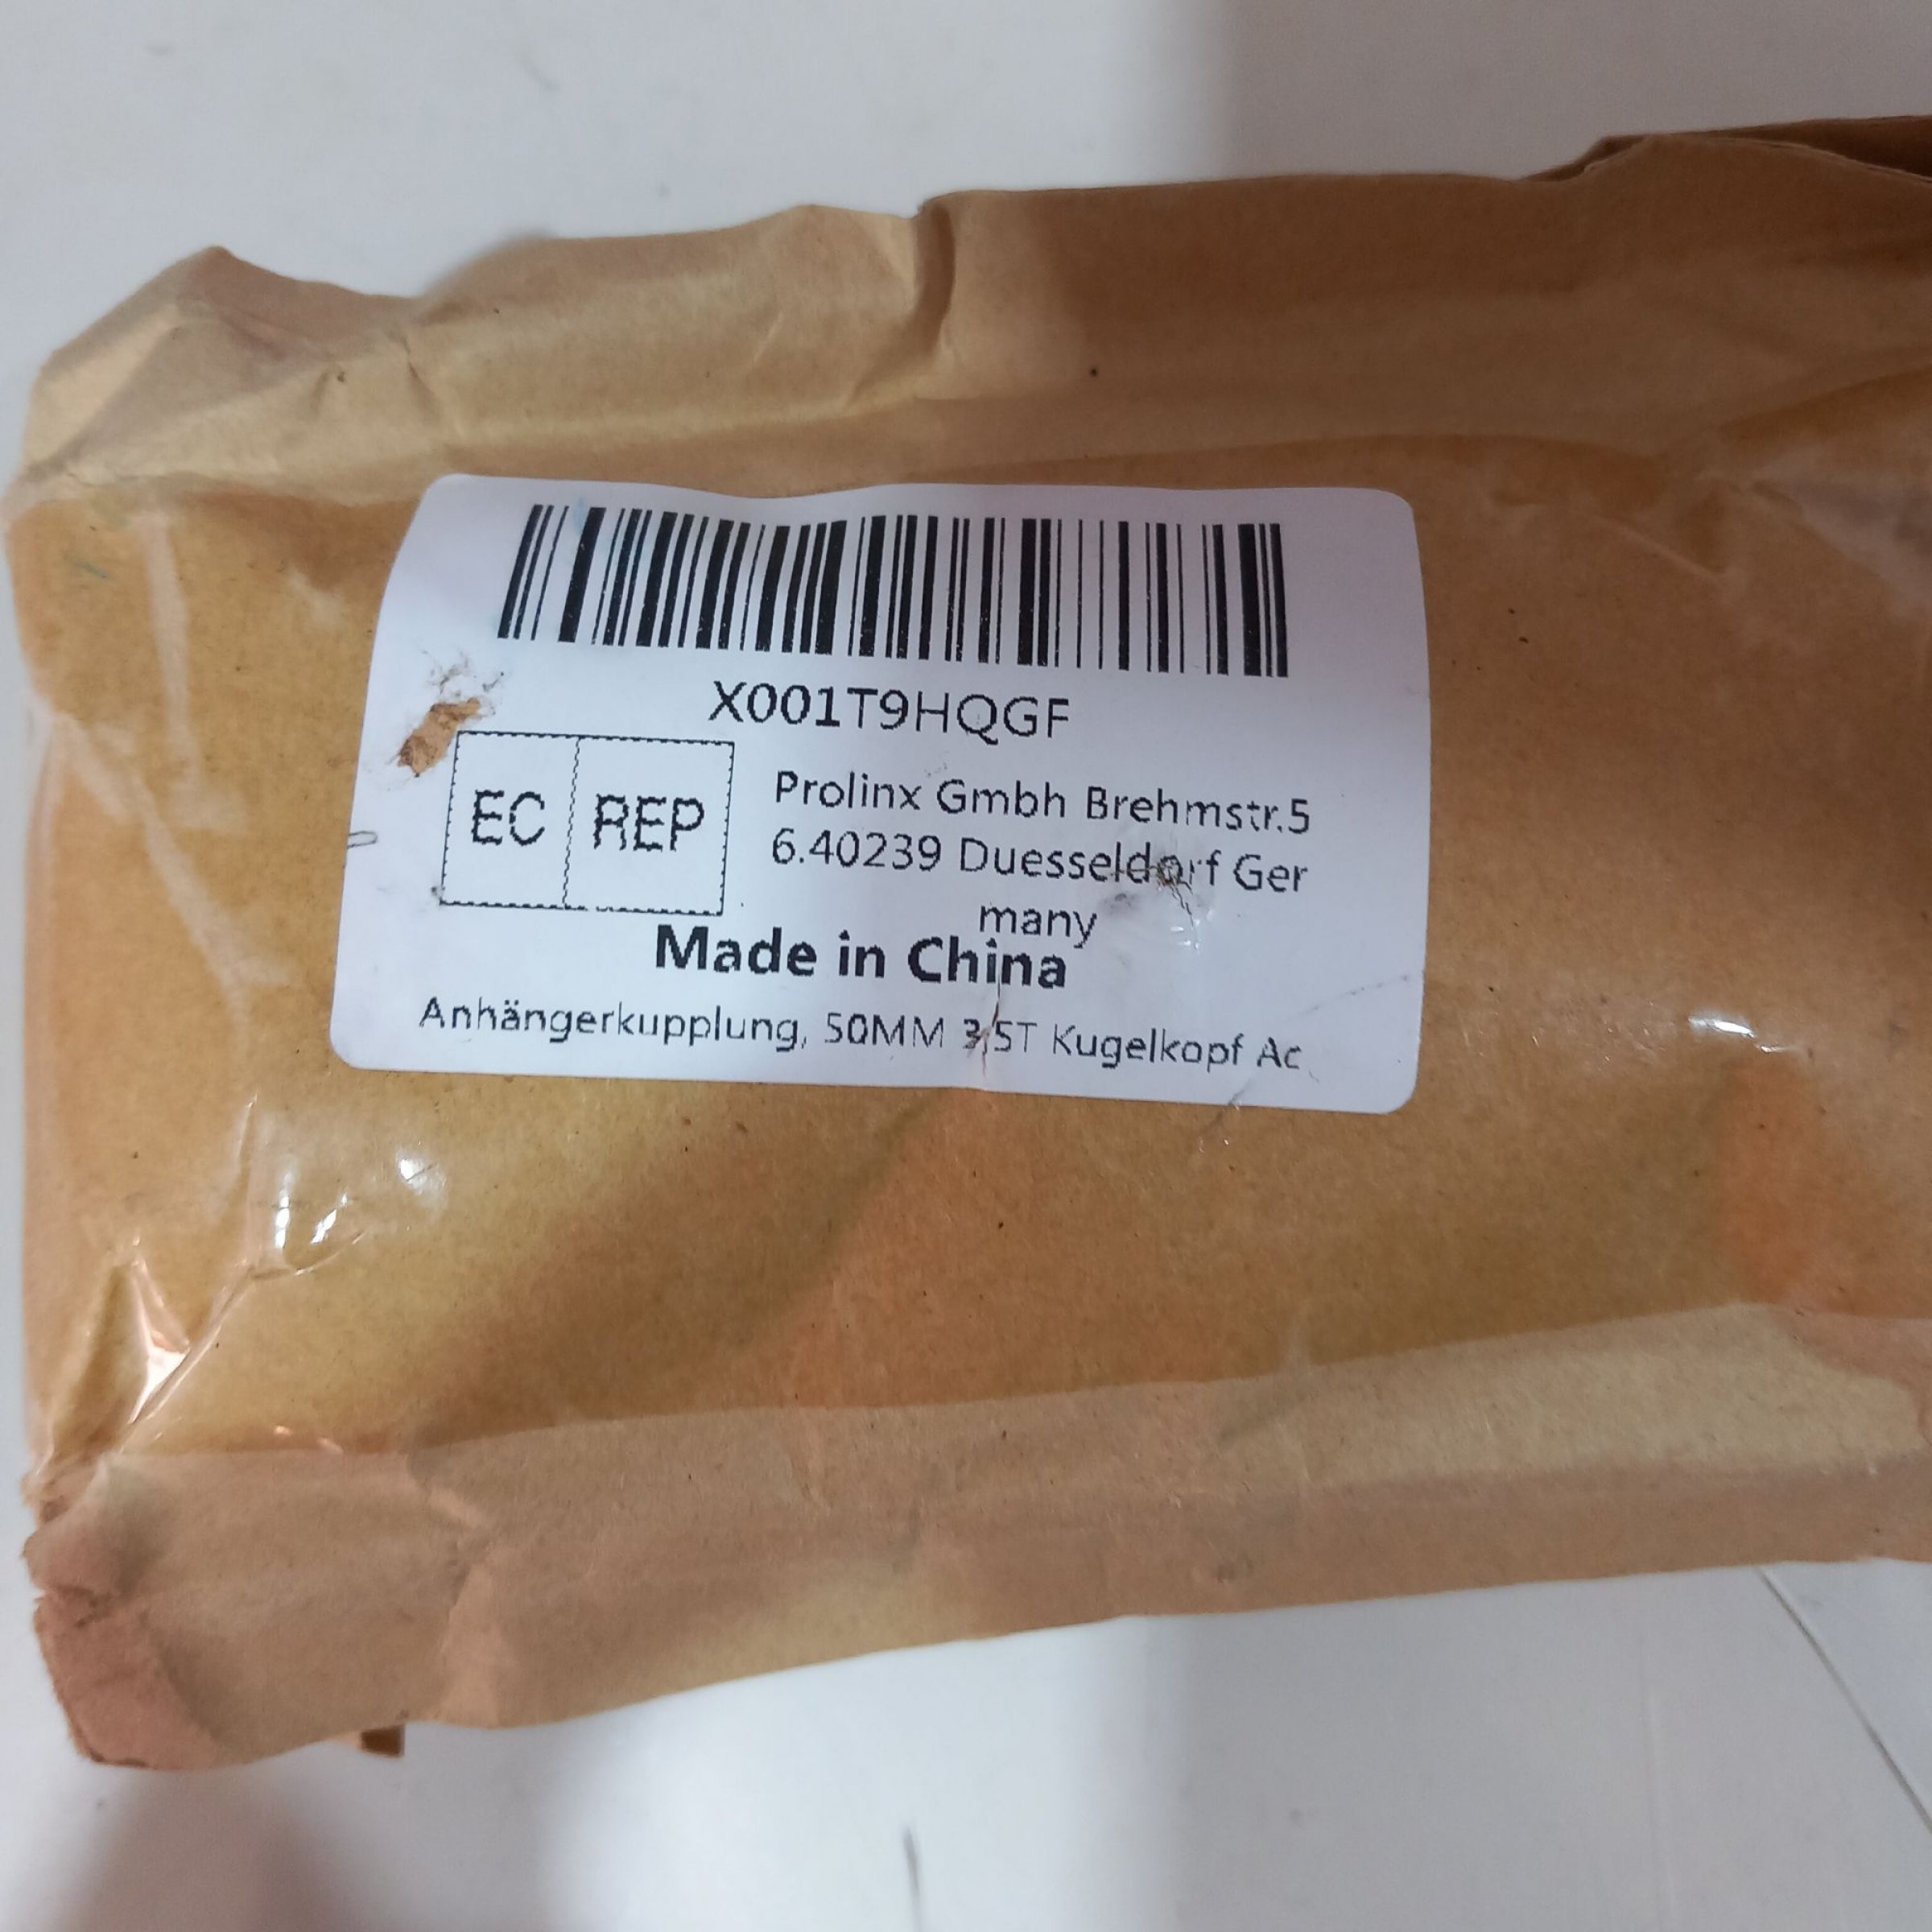 X001T9HQGF
EC REP
Prolinx Gmbh Brehmstr.5
6.40239 Duesseldorf Ger
many
Made in China
Anhängerkupplung, 50MM 3,5T Kugelkopf Ac